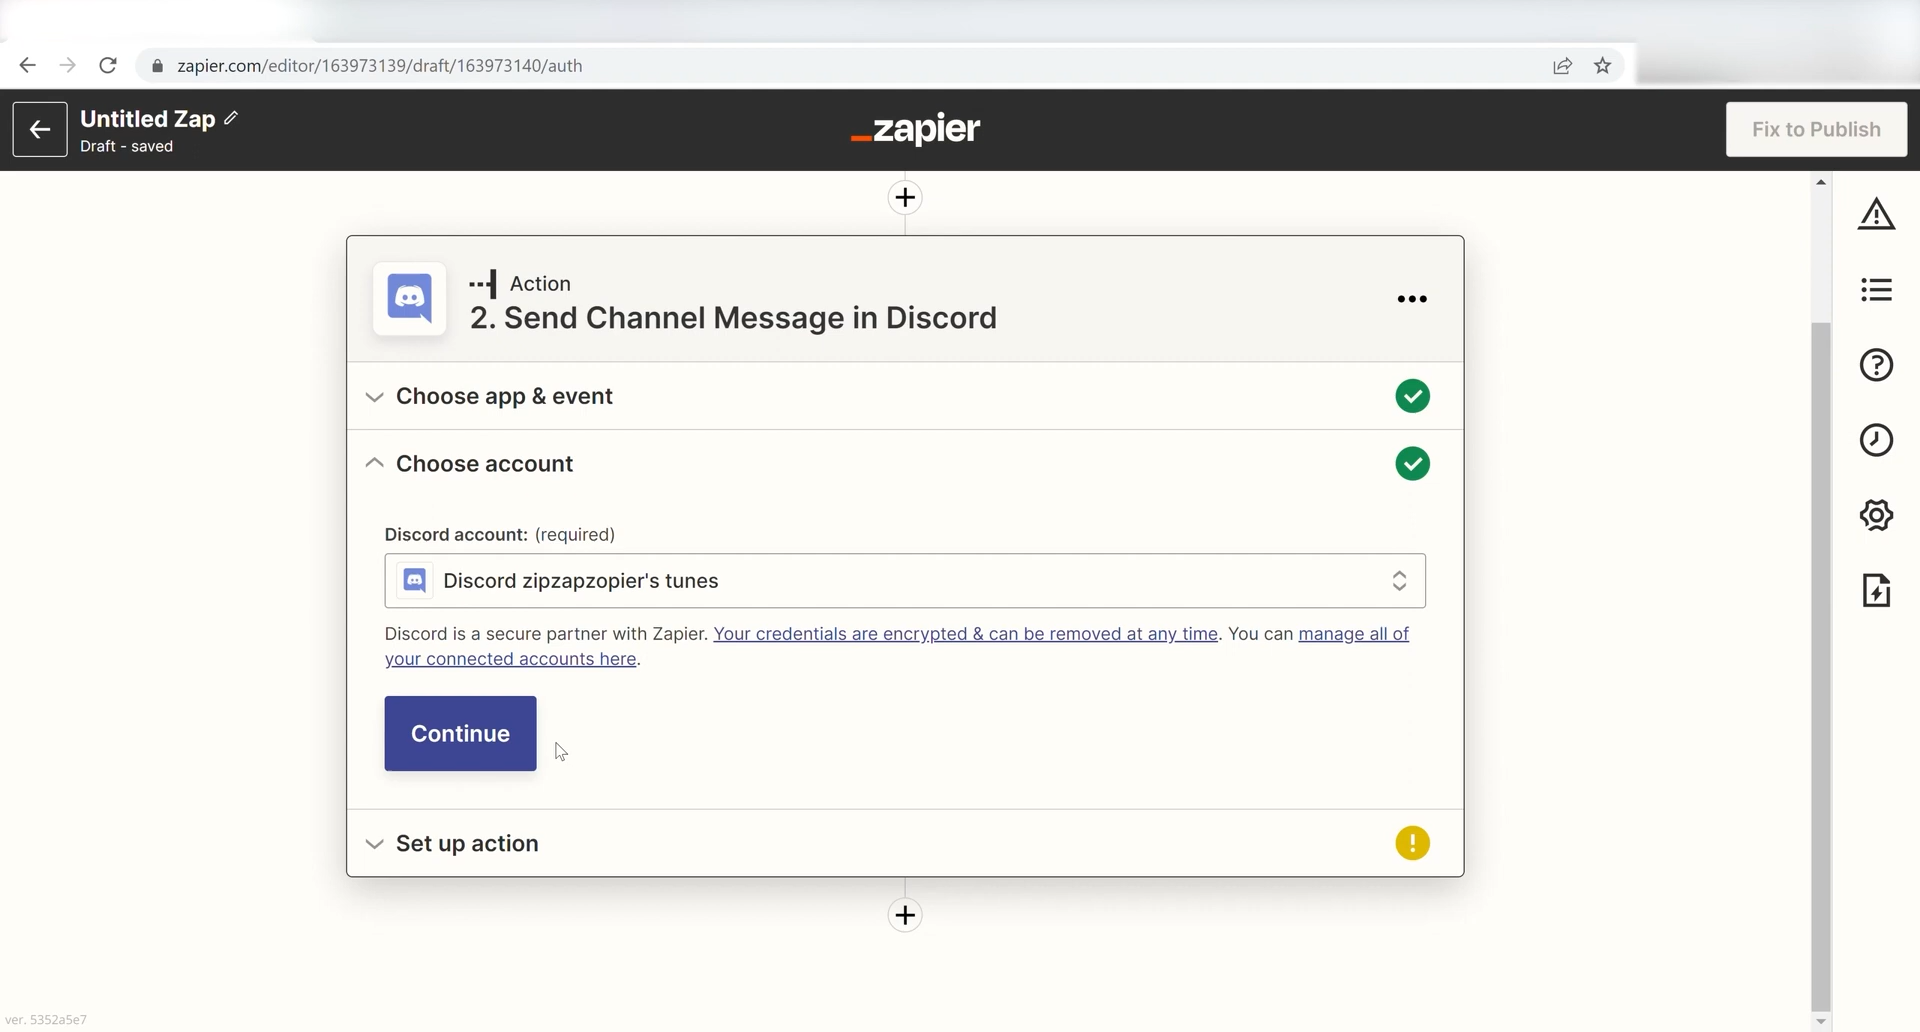 zapier.com/editor/163973139/draft/163973140/auth
Untitled Zap
Draft - saved
zapier
Fix to Publish
Action
2. Send Channel Message in Discord
Choose app & event
Choose account
Discord account: (required)
Discord zipzapzopier's tunes
Discord is a secure partner with Zapier. Your credentials are encrypted & can be removed at any time. You can manage all of
your connected accounts here.
Continue
Set up action
ver. 5352a5e7